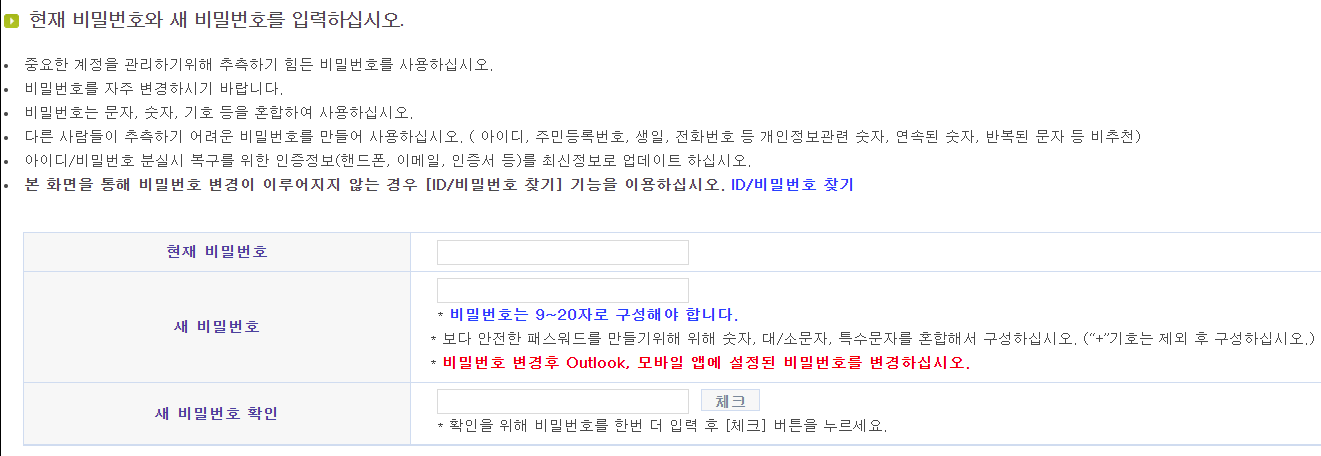 현재 비밀번호와 새 비밀번호를 입력하십시오.
중요한 계정을 관리하기위해 추측하기 힘든 비밀번호를 사용하십시오.
비밀번호를 자주 변경하시기 바랍니다.
비밀번호는 문자, 숫자, 기호 등을 혼합하여 사용하십시오.
다른 사람들이 추측하기 어려운 비밀번호를 만들어 사용하십시오. ( 아이디, 주민등록번호, 생일, 전화번호 등 개인정보관련 숫자, 연속된 숫자, 반복된 문자 등 비추천)
아이디/비밀번호 분실시 복구를 위한 인증정보(핸드폰, 이메일, 인증서 등)를 최신정보로 업데이트 하십시오.
본 화면을 통해 비밀번호 변경이 이루어지지 않는 경우 [ID/비밀번호 찾기] 기능을 이용하십시오. ID/비밀번호 찾기
현재 비밀번호
새 비밀번호
* 비밀번호는 9~20자로 구성해야 합니다.
* 보다 안전한 패스워드를 만들기위해 위해 숫자, 대/소문자, 특수문자를 혼합해서 구성하십시오. (“+”기호는 제외 후 구성하십시오.)
* 비밀번호 변경후 Outlook, 모바일 앱에 설정된 비밀번호를 변경하십시오.
새 비밀번호 확인
체크
* 확인을 위해 비밀번호를 한번 더 입력 후 [체크] 버튼을 누르세요.